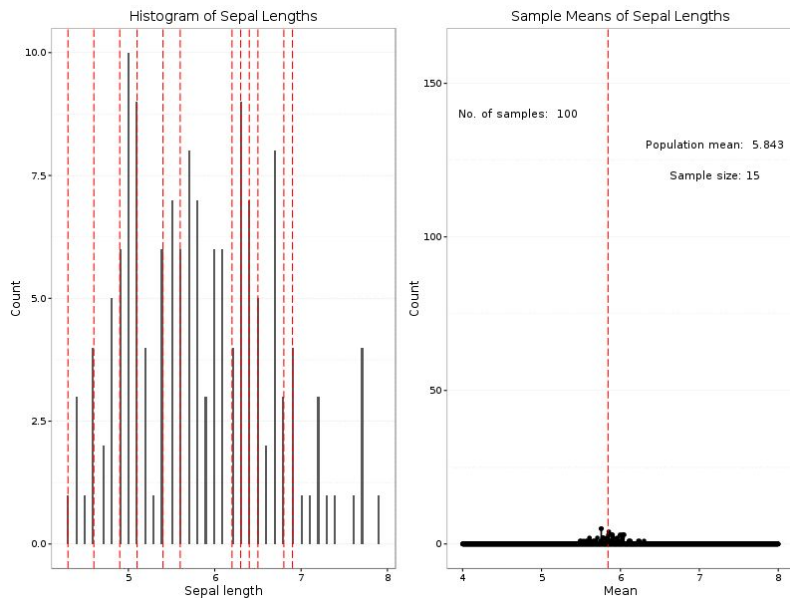 Histogram of Sepal Lengths
10.0
7.5
5.0
2.5
0.0
Count
5 6 7 8
Sepal length
Sample Means of Sepal Lengths
150
100
50
0
Count
No. of samples: 100
Population mean: 5.843
Sample size: 15
4 5 6 7 8
Mean